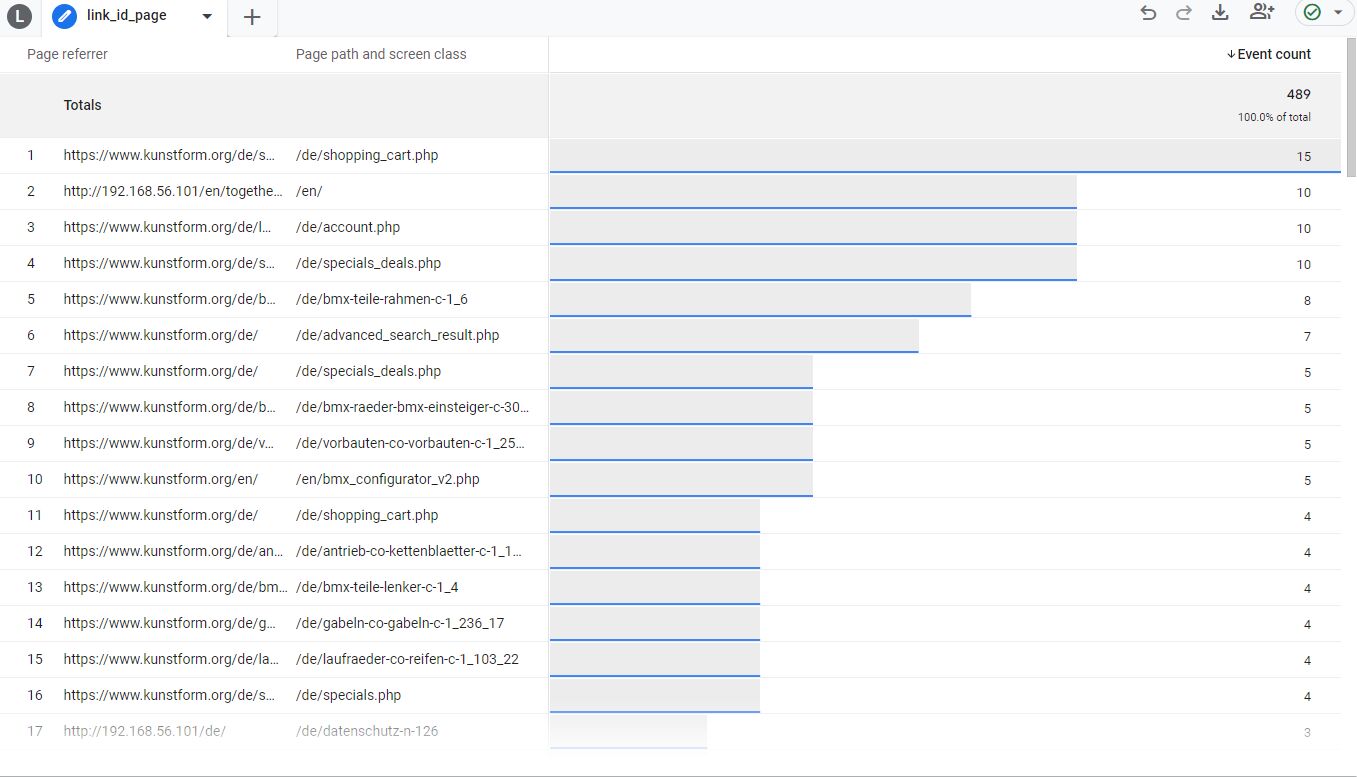 L link_id_page
Page referrer Page path and screen class Event count
Totals 489
100.0% of total
1 https://www.kunstform.org/de/s... /de/shopping_cart.php 15
2 http://192.168.56.101/en/togethe... /en/ 10
3 https://www.kunstform.org/de/l... /de/account.php 10
4 https://www.kunstform.org/de/s... /de/specials_deals.php 10
5 https://www.kunstform.org/de/b... /de/bmx-teile-rahmen-c-1_6 8
6 https://www.kunstform.org/de/ /de/advanced_search_result.php 7
7 https://www.kunstform.org/de/ /de/specials_deals.php 5
8 https://www.kunstform.org/de/b... /de/bmx-raeder-bmx-einsteiger-c-30... 5
9 https://www.kunstform.org/de/v... /de/vorbauten-co-vorbauten-c-1_25... 5
10 https://www.kunstform.org/en/ /en/bmx_configurator_v2.php 5
11 https://www.kunstform.org/de/ /de/shopping_cart.php 4
12 https://www.kunstform.org/de/an... /de/antrieb-co-kettenblaetter-c-1_1... 4
13 https://www.kunstform.org/de/bm... /de/bmx-teile-lenker-c-1_4 4
14 https://www.kunstform.org/de/g... /de/gabeln-co-gabeln-c-1_236_17 4
15 https://www.kunstform.org/de/la... /de/laufraeder-co-reifen-c-1_103_22 4
16 https://www.kunstform.org/de/s... /de/specials.php 4
17 http://192.168.56.101/de/ /de/datenschutz-n-126 3